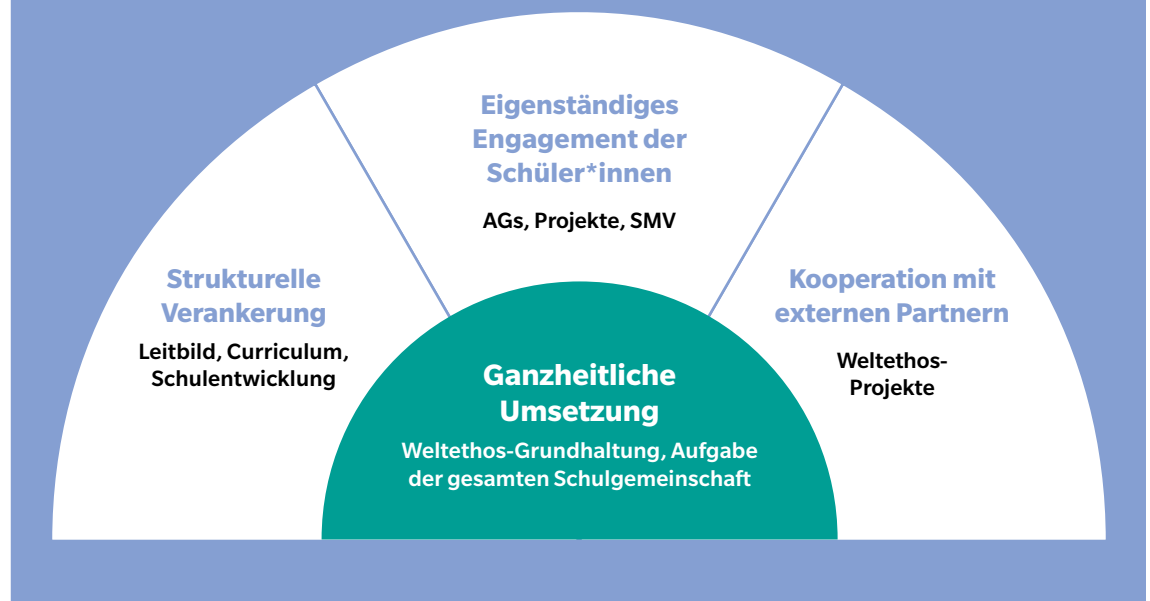 Eigenständiges
Engagement der
Schüler*innen
AGs, Projekte, SMV
Strukturelle
Verankerung
Leitbild, Curriculum,
Schulentwicklung
Kooperation mit
externen Partnern
Weltethos-
Projekte
Ganzheitliche
Umsetzung
Weltethos-Grundhaltung, Aufgabe
der gesamten Schulgemeinschaft